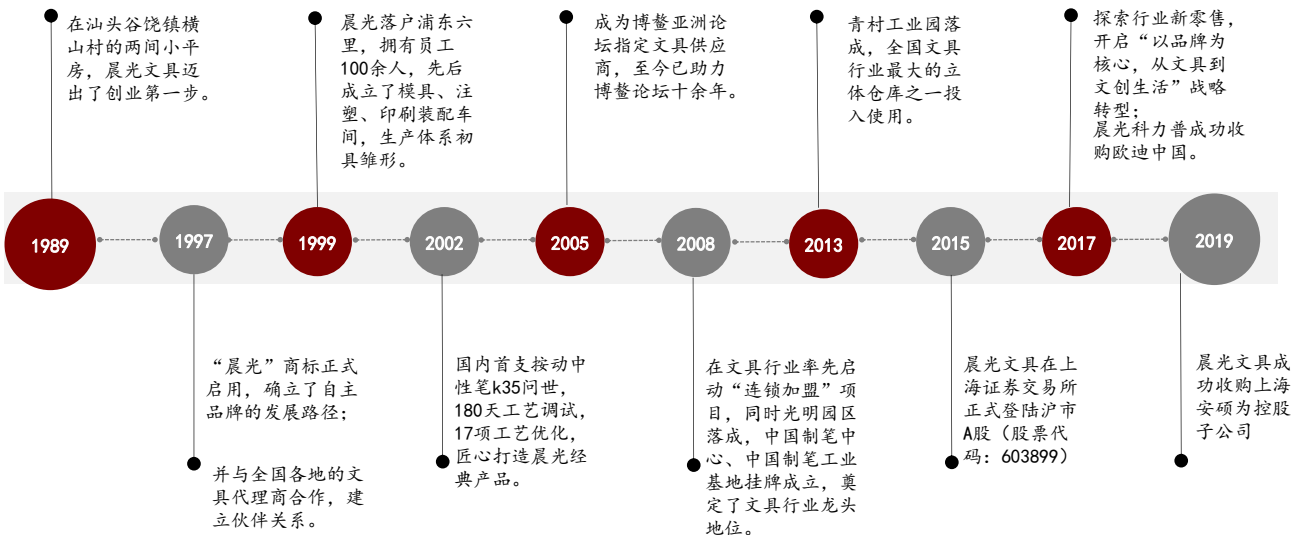 在汕头谷饶镇横
山村的两间小平
房，晨光文具迈
出了创业第一步。
晨光落户浦东六
里，拥有员工
100余人，先后
成立了模具、注
塑、印刷装配车
间，生产体系初
具雏形。
成为博鳌亚洲论
坛指定文具供应
商，至今已助力
博鳌论坛十余年。
青村工业园落
成，全国文具
行业最大的立
体仓库之一投
入使用。
探索行业新零售，
开启“以品牌为
核心，从文具到
文创生活”战略
转型；
晨光科力普成功收
购欧迪中国。
1989
1997
1999
2002
2005
2008
2013
2015
2017
2019
“晨光”商标正式
启用，确立了自主
品牌的发展路径；
并与全国各地的文
具代理商合作，建
立伙伴关系。
国内首支按动中
性笔k35问世，
180天工艺调试，
17项工艺优化，
匠心打造晨光经
典产品。
在文具行业率先启
动“连锁加盟”项
目，同时光明园区
落成，中国制笔中
心、中国制笔工业
基地挂牌成立，奠
定了文具行业龙头
地位。
晨光文具在上
海证券交易所
正式登陆沪市
A股（股票代
码：603899）
晨光文具成
功收购上海
安硕为控股
子公司